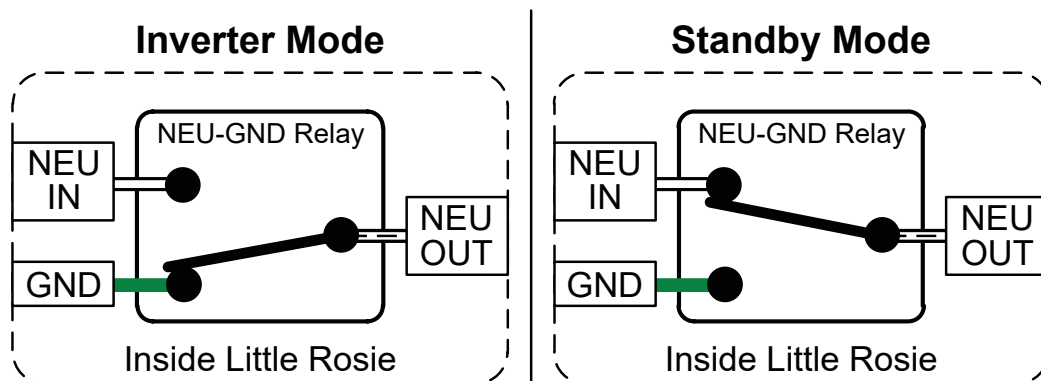 Inverter Mode
NEU-GND Relay
NEU
IN
NEU
OUT
GND
Inside Little Rosie
Standby Mode
NEU-GND Relay
NEU
IN
NEU
OUT
GND
Inside Little Rosie